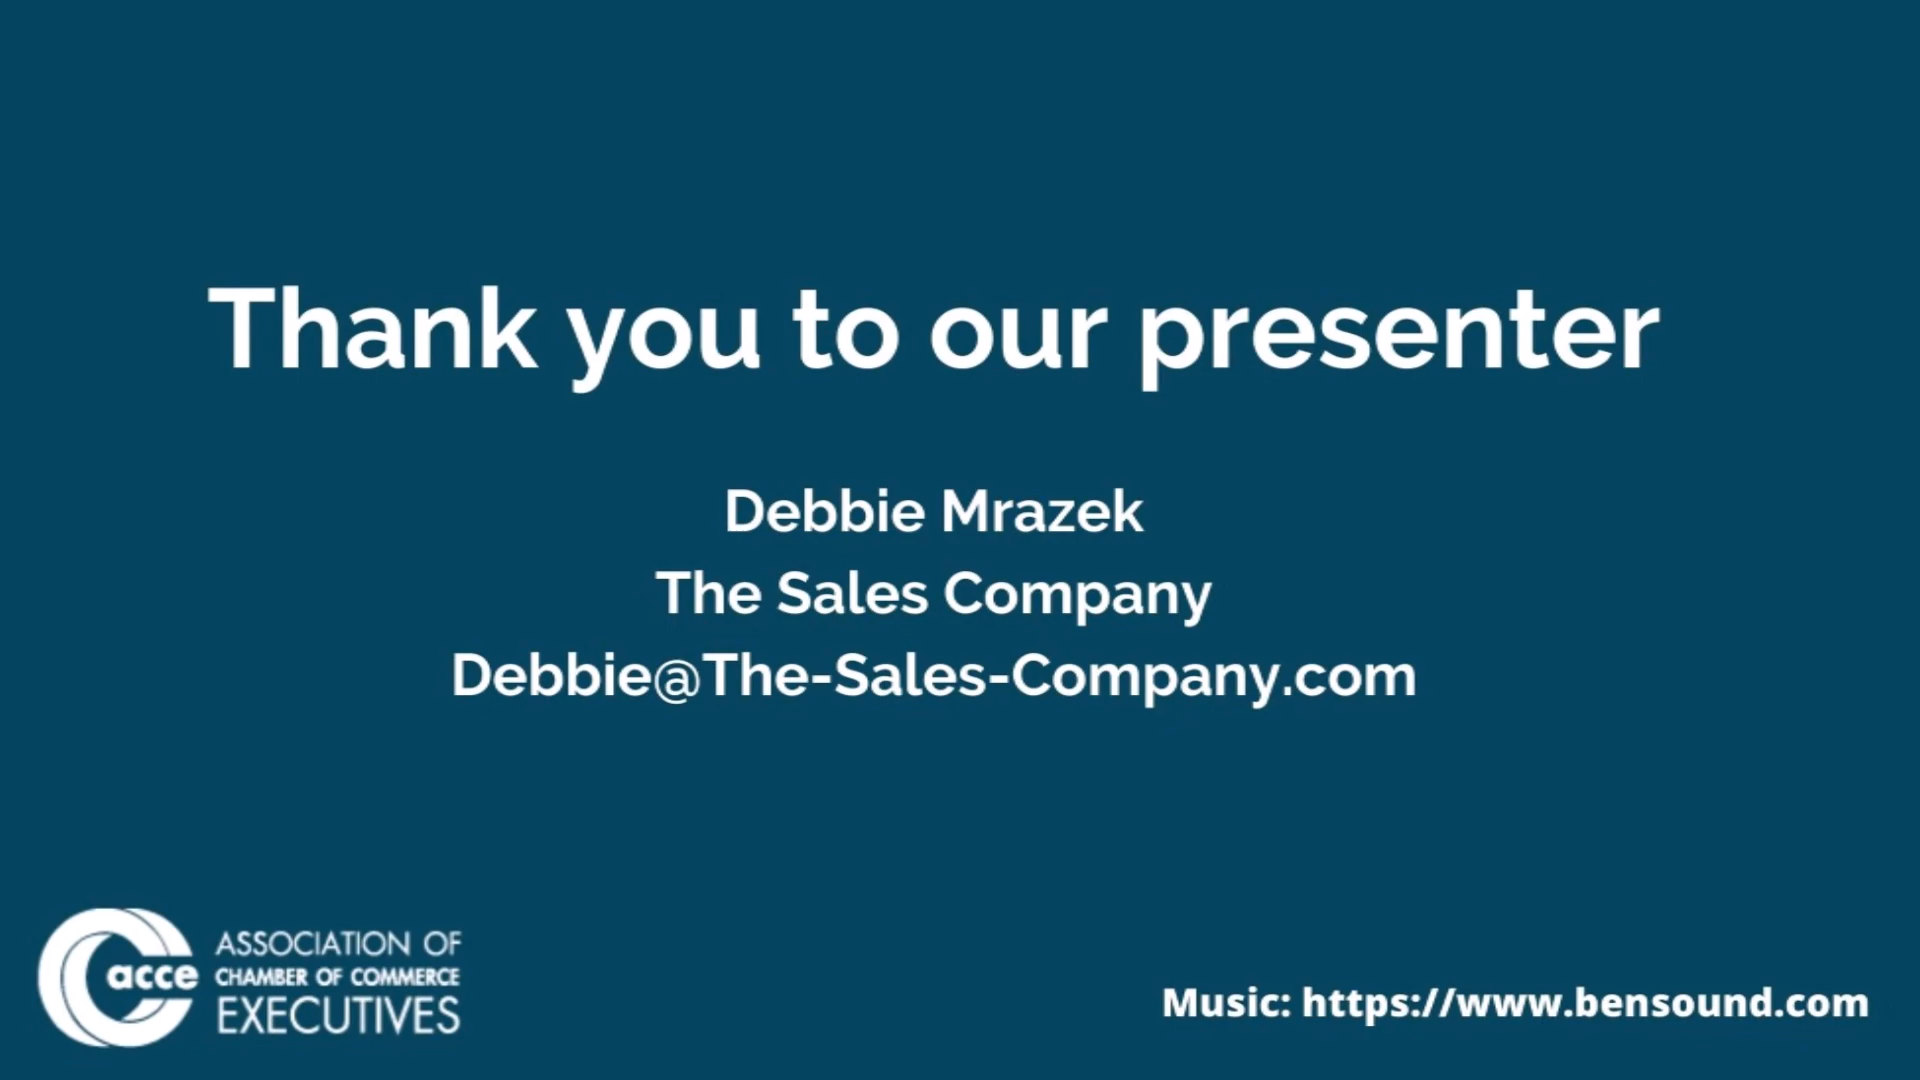 Thank you to our presenter
Debbie Mrazek
The Sales Company
Debbie@The-Sales-Company.com
acce
ASSOCIATION OF
CHAMBER OF COMMERCE
EXECUTIVES
Music: https://www.bensound.com